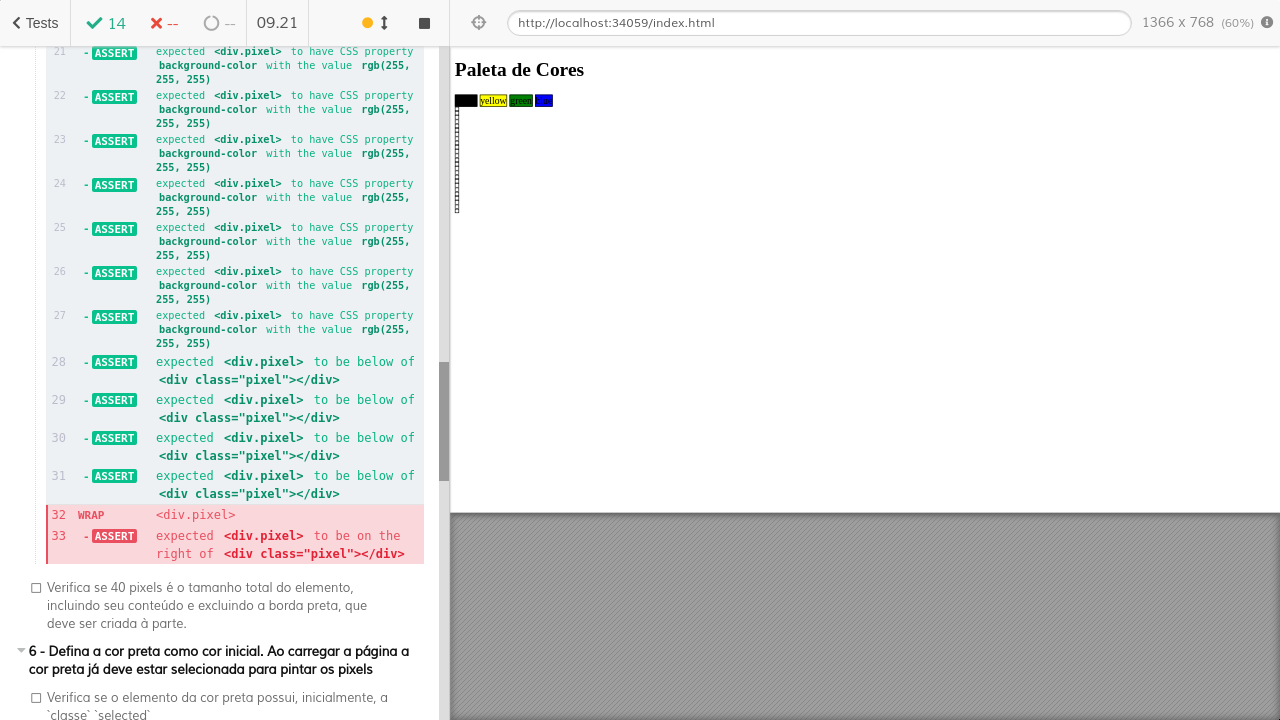 Tests
14
--
--
09.21
http://localhost:34059/index.html
1366 x 768 (60%)
21 - ASSERT expected <div.pixel> to have CSS property
background-color with the value rgb(255,
255, 255)
22 - ASSERT expected <div.pixel> to have CSS property
background-color with the value rgb(255,
255, 255)
23 - ASSERT expected <div.pixel> to have CSS property
background-color with the value rgb(255,
255, 255)
24 - ASSERT expected <div.pixel> to have CSS property
background-color with the value rgb(255,
255, 255)
25 - ASSERT expected <div.pixel> to have CSS property
background-color with the value rgb(255,
255, 255)
26 - ASSERT expected <div.pixel> to have CSS property
background-color with the value rgb(255,
255, 255)
27 - ASSERT expected <div.pixel> to have CSS property
background-color with the value rgb(255,
255, 255)
28 - ASSERT expected <div.pixel> to be below of
<div class="pixel"></div>
29 - ASSERT expected <div.pixel> to be below of
<div class="pixel"></div>
30 - ASSERT expected <div.pixel> to be below of
<div class="pixel"></div>
31 - ASSERT expected <div.pixel> to be below of
<div class="pixel"></div>
32 WRAP <div.pixel>
33 - ASSERT expected <div.pixel> to be on the
right of <div class="pixel"></div>
Verifica se 40 pixels é o tamanho total do elemento,
incluindo seu conteúdo e excluindo a borda preta, que
deve ser criada à parte.
6 - Defina a cor preta como cor inicial. Ao carregar a página a
cor preta já deve estar selecionada para pintar os pixels
Verifica se o elemento da cor preta possui, inicialmente, a
`classe` `selected`
Paleta de Cores
yellow green